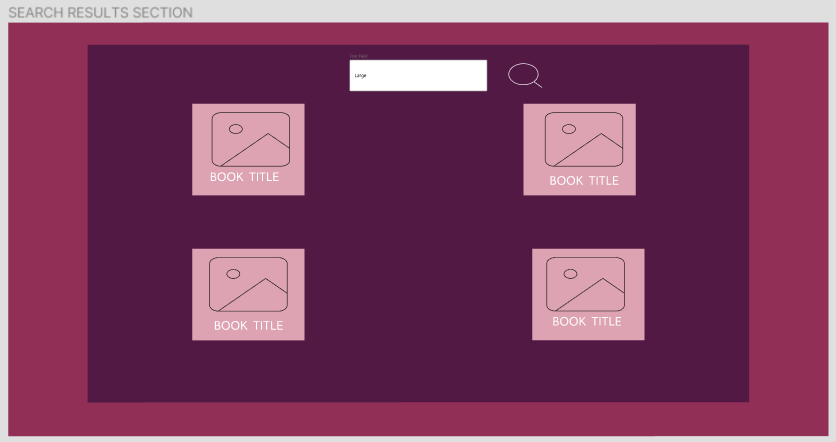 SEARCH RESULTS SECTION
Large
BOOK TITLE
BOOK TITLE
BOOK TITLE
BOOK TITLE